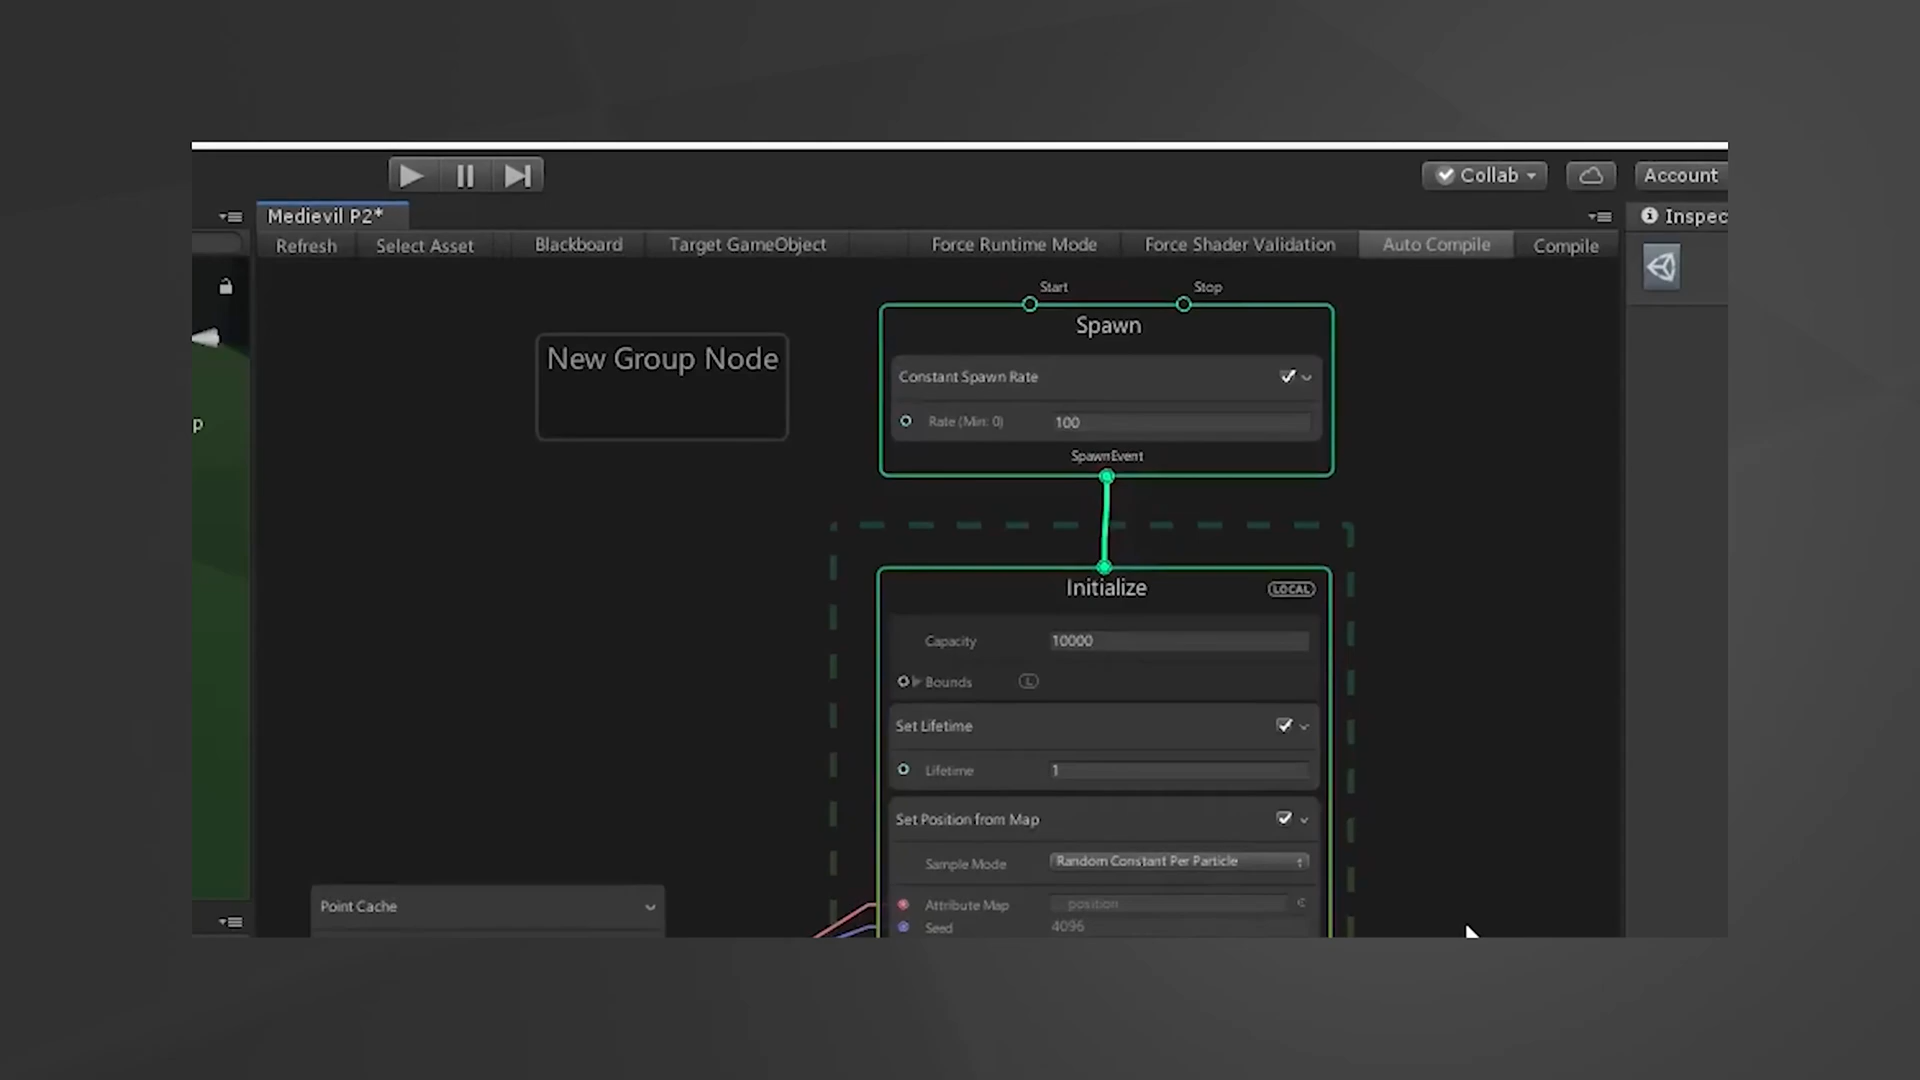 Collab
Account
Medievil P2*
Inspec
Refresh
Select Asset
Blackboard
Target GameObject
Force Runtime Mode
Force Shader Validation
Auto Compile
Compile
Start
Stop
Spawn
New Group Node
Constant Spawn Rate
Rate (Min: 0)
100
p
SpawnEvent
Initialize
LOCAL
Capacity
10000
Bounds
L
Set Lifetime
Lifetime
1
Set Position from Map
Sample Mode
Random Constant Per Particle
Point Cache
Attribute Map
position
Seed
4096